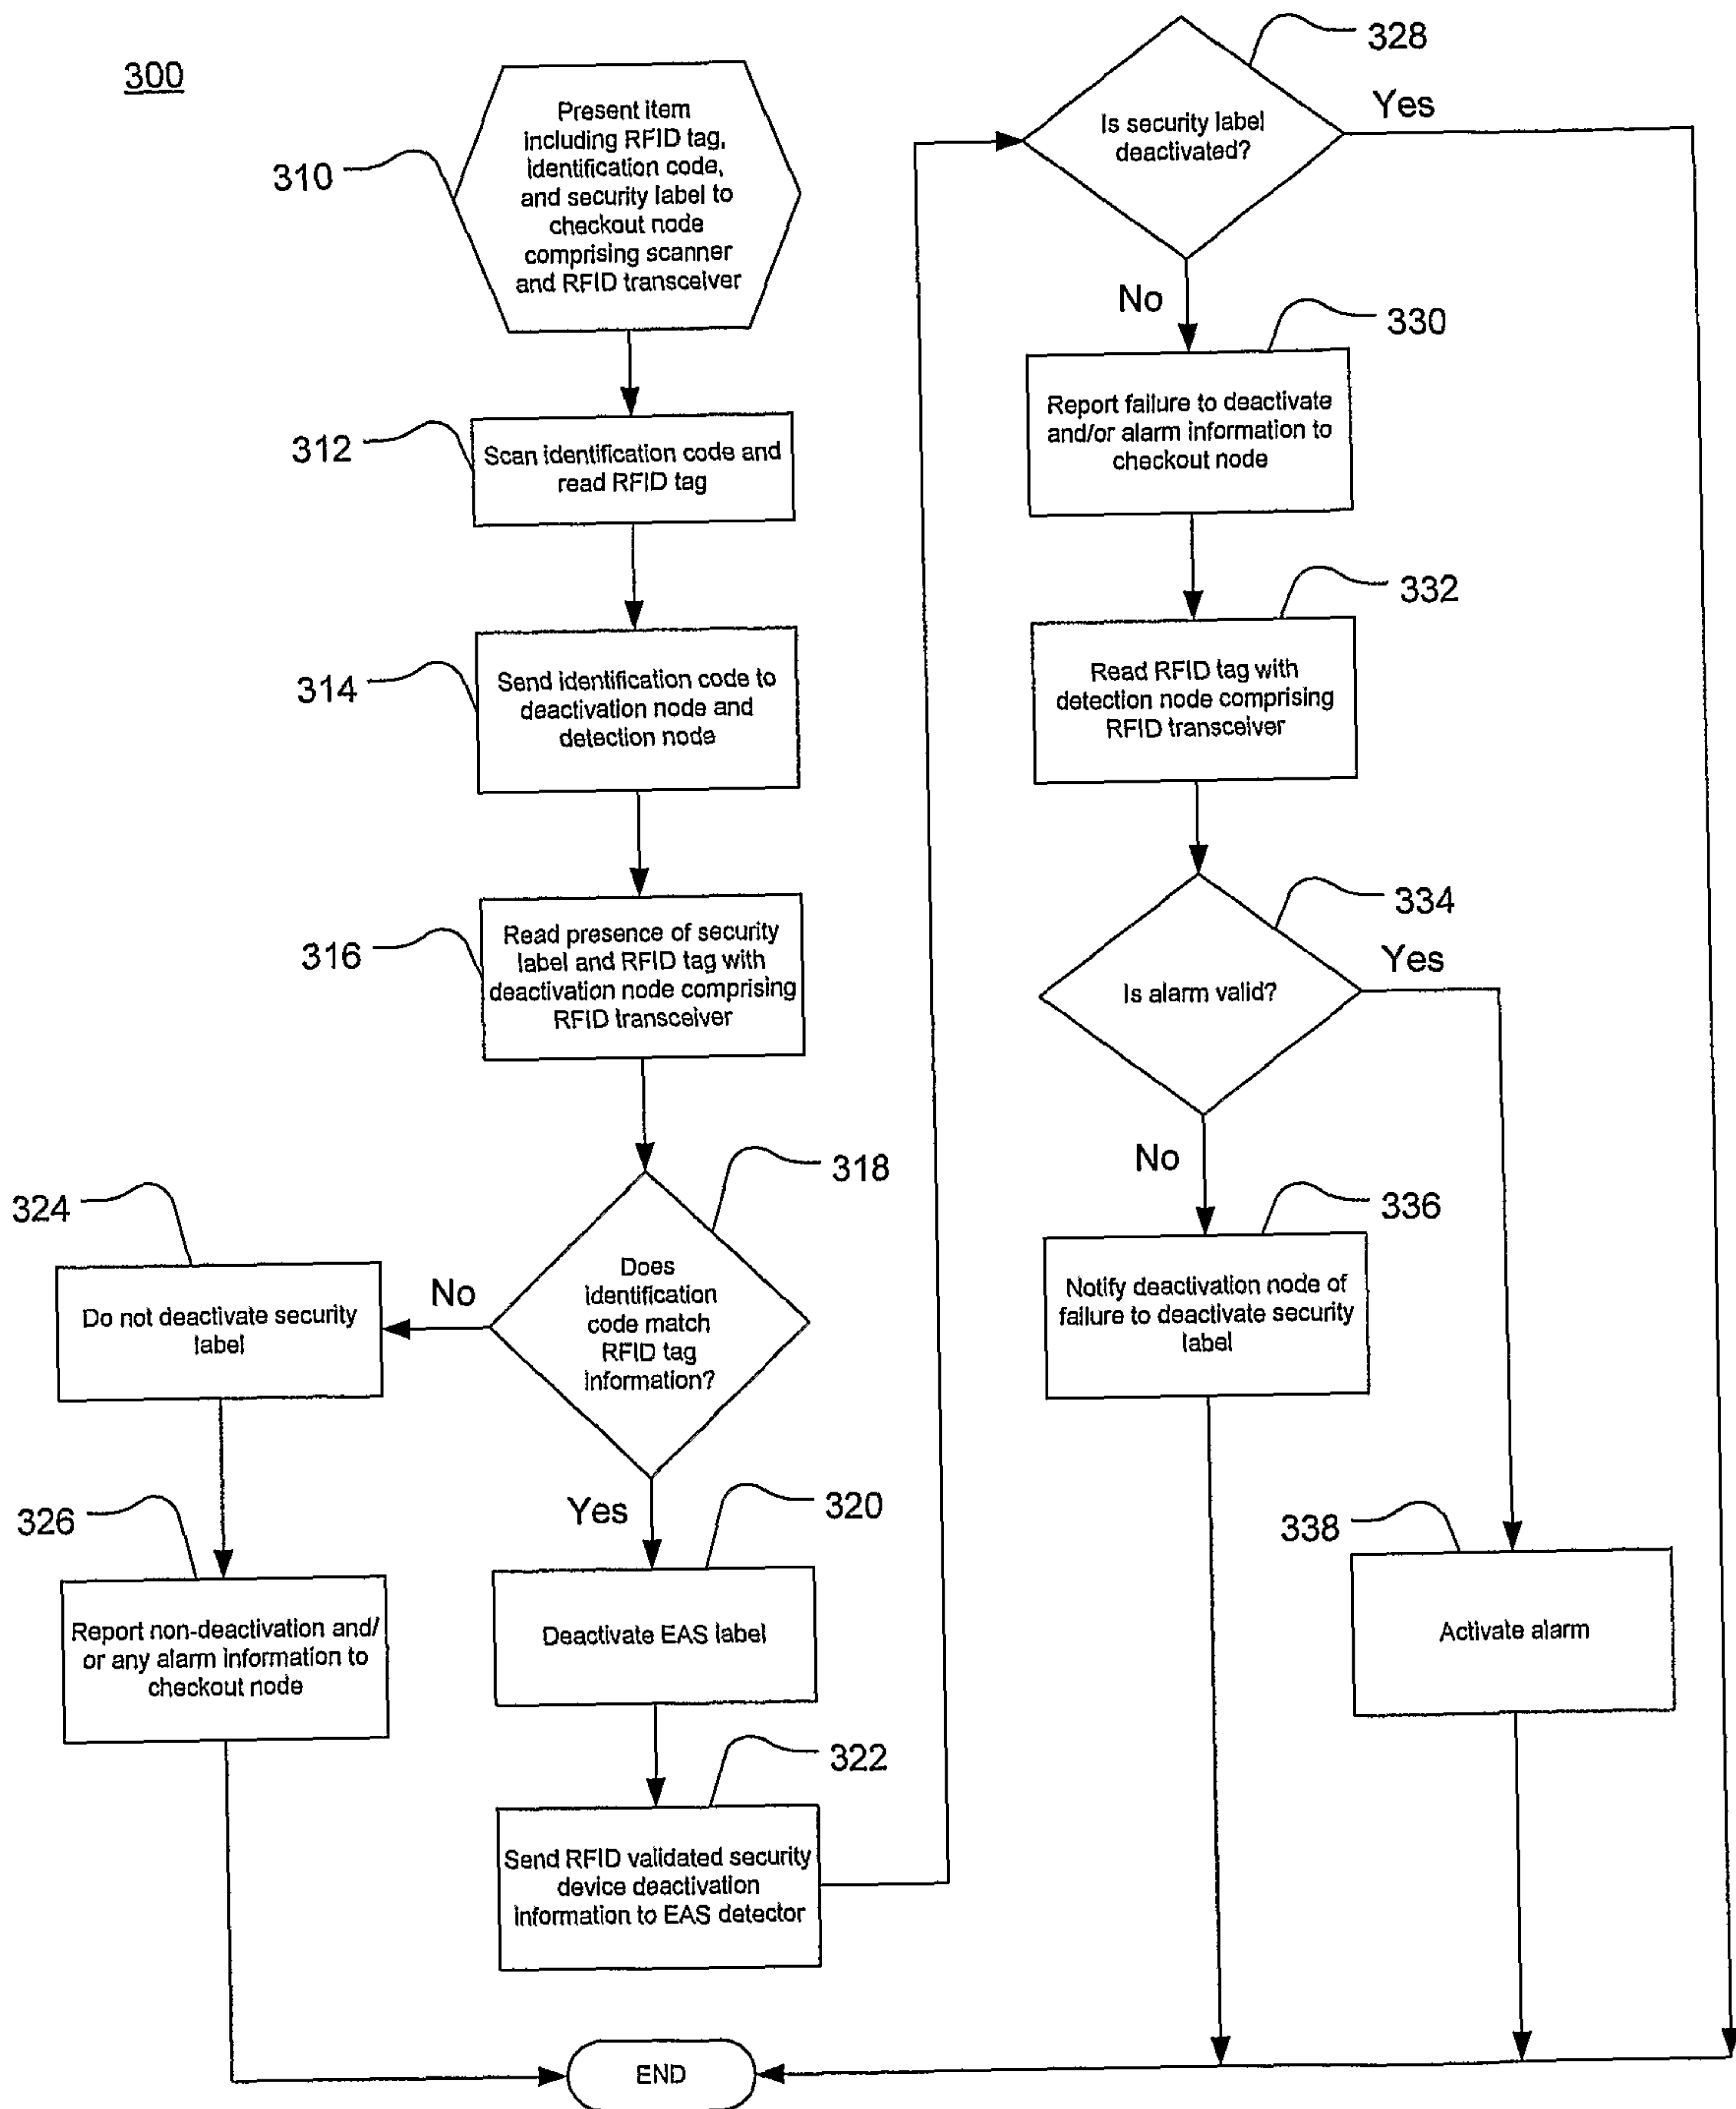 300
310
Present item
including RFID tag,
identification code,
and security label to
checkout node
comprising scanner
and RFID transceiver
312
Scan identification code and
read RFID tag
314
Send identification code to
deactivation node and
detection node
316
Read presence of security
label and RFID tag with
deactivation node comprising
RFID transceiver
318
Does
identification
code match
RFID tag
information?
No
324
Do not deactivate security
label
326
Report non-deactivation and/
or any alarm information to
checkout node
Yes
320
Deactivate EAS label
322
Send RFID validated security
device deactivation
information to EAS detector
328
Is security label
deactivated?
Yes
No
330
Report failure to deactivate
and/or alarm information to
checkout node
332
Read RFID tag with
detection node comprising
RFID transceiver
334
Is alarm valid?
Yes
No
336
Notify deactivation node of
failure to deactivate security
label
338
Activate alarm
END